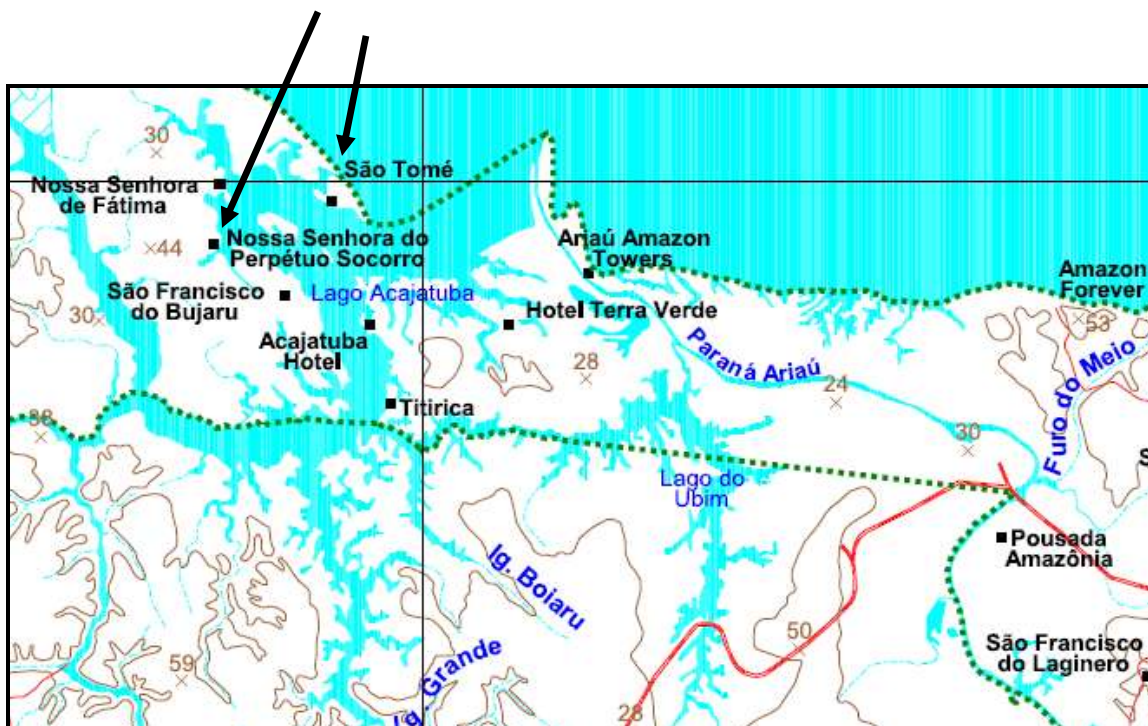 30
São Tomé
Nossa Senhora
de Fátima
44
Nossa Senhora do
Perpétuo Socorro
Ariaú Amazon
Towers
Amazon
Forever
São Francisco
do Bujaru
Lago Acajatuba
30
Hotel Terra Verde
53
Acajatuba
Hotel
28
Paraná Ariaú
24
Furo do Meio
Titirica
30
S
Lago do
Ubim
Pousada
Amazônia
Ig. Boiaru
50
São Francisco
do Laginero
59
Ig. Grande
28